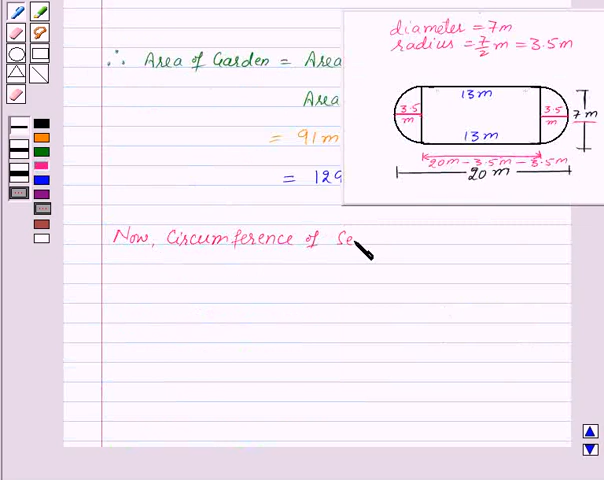 ∴ Area of Garden = Area
Area
= 91m
= 129
Now, Circumference of Se
diameter = 7m
radius = 7/2 m = 3.5m
13m
3.5 m
3.5 m
7 m
13m
20m - 3.5m - 3.5m
20 m